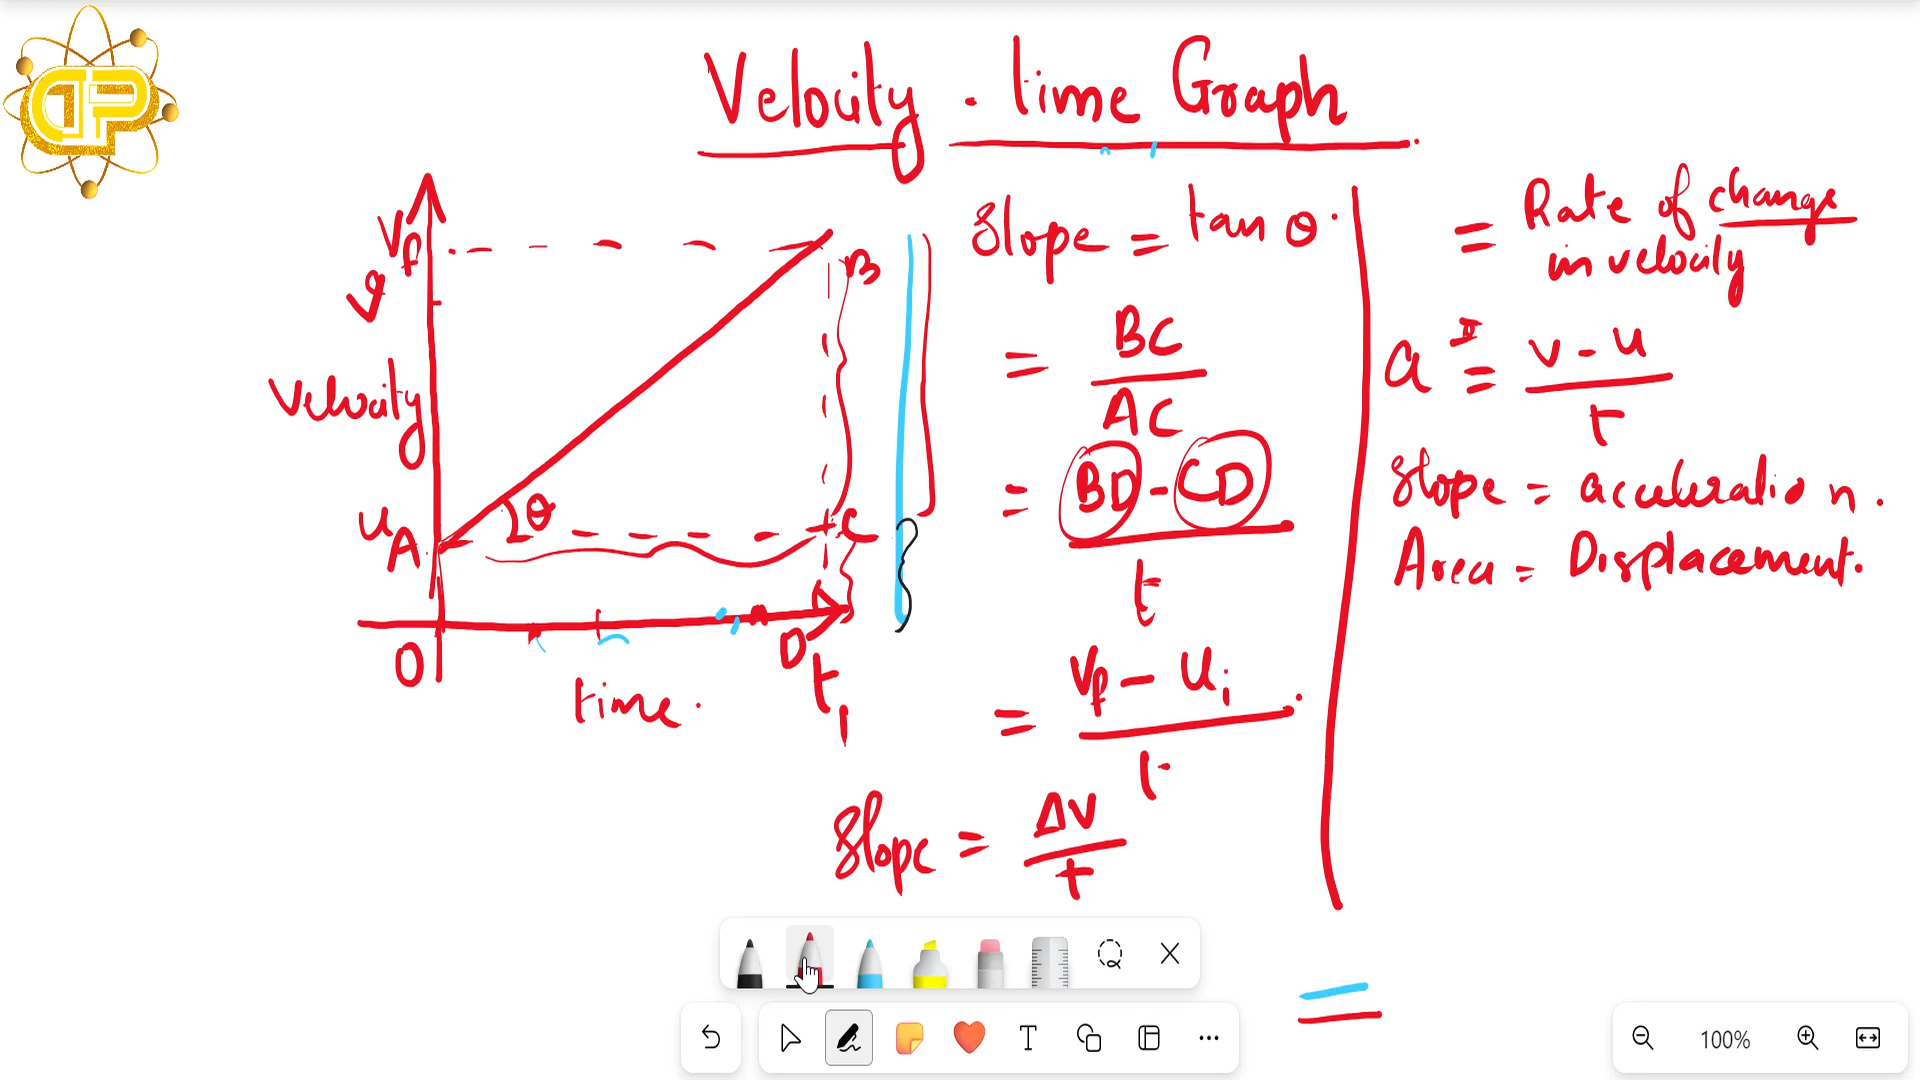 DP
Velocity - time Graph
Vf
v
B
Velocity
u
A
θ
C
O
D
time.
t1
Slope = tan θ.
= BC
AC
= BD - CD
t
= Vf - ui
t
Slope = ΔV
t
= Rate of change
in velocity
a = v - u
t
Slope = acceleration.
Area = Displacement.
=
T
100%